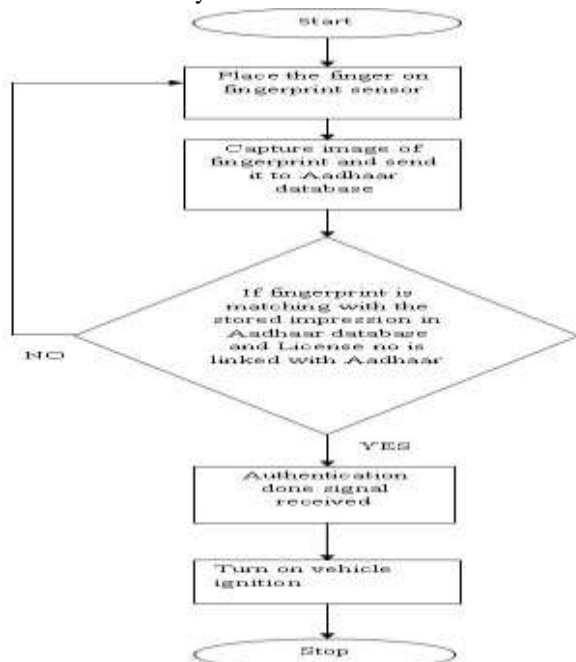 Start
Place the finger on
fingerprint sensor
Capture image of
fingerprint and send
it to Aadhaar
database
If fingerprint is
matching with the
stored impression in
Aadhaar database
and License no is
linked with Aadhaar
NO
YES
Authentication
done signal
received
Turn on vehicle
ignition
Stop